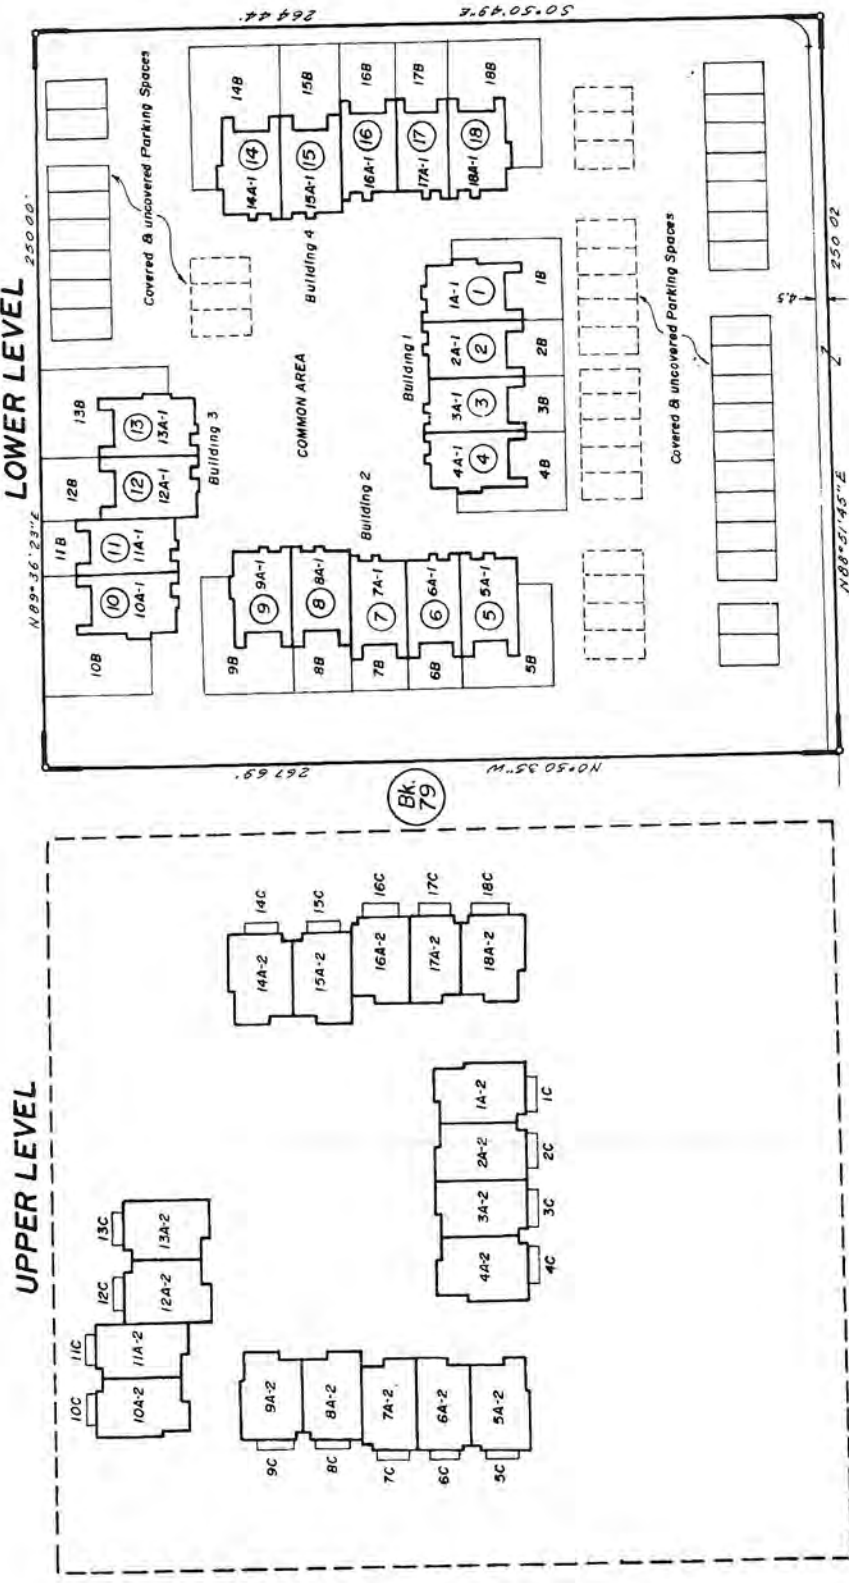 LOWER LEVEL
N89°36'23"E
250 00'
264 44'
S0°50'49"E
Covered & uncovered Parking Spaces
14B
15B
16B
17B
18B
14
14A-1
15
15A-1
16
16A-1
17
17A-1
18
18A-1
Building 4
13B
12B
11B
10B
13
13A-1
12
12A-1
11
11A-1
10
10A-1
Building 3
COMMON AREA
Building 1
1A-1
1
1B
2A-1
2
2B
3A-1
3
3B
4A-1
4
4B
Building 2
9B
9
9A-1
8B
8
8A-1
7B
7
7A-1
6B
6
6A-1
5B
5
5A-1
Covered & uncovered Parking Spaces
4.5
250 02
N88°51'45"E
N0°50 35"W
267 69'
Bk.
79
UPPER LEVEL
14C
15C
16C
17C
18C
14A-2
15A-2
16A-2
17A-2
18A-2
13C
12C
11C
10C
13A-2
12A-2
11A-2
10A-2
1A-2
2A-2
3A-2
4A-2
1C
2C
3C
4C
9A-2
8A-2
7A-2
6A-2
5A-2
9C
8C
7C
6C
5C